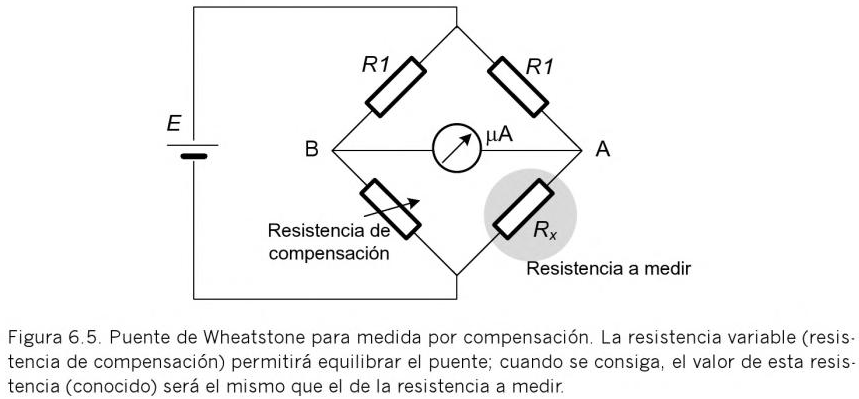 R1
R1
E
μA
B
A
Resistencia de
compensación
Rx
Resistencia a medir
Figura 6.5. Puente de Wheatstone para medida por compensación. La resistencia variable (resis-
tencia de compensación) permitirá equilibrar el puente; cuando se consiga, el valor de esta resis-
tencia (conocido) será el mismo que el de la resistencia a medir.